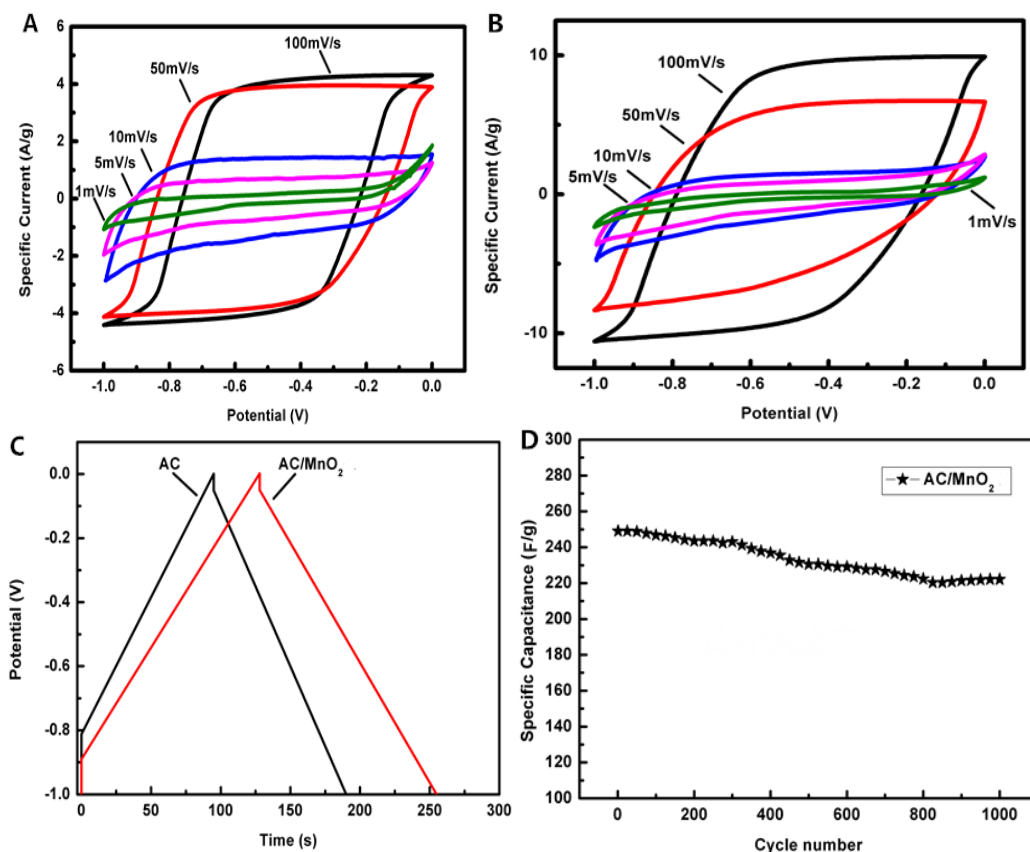 A
6
4
2
0
-2
-4
-6
Specific Current (A/g)
100mV/s
50mV/s
10mV/s
5mV/s
1mV/s
-1.0 -0.8 -0.6 -0.4 -0.2 0.0
Potential (V)
B
10
0
-10
Specific Current (A/g)
100mV/s
50mV/s
10mV/s
5mV/s
1mV/s
-1.0 -0.8 -0.6 -0.4 -0.2 0.0
Potential (V)
C
0.0
-0.2
-0.4
-0.6
-0.8
-1.0
Potential (V)
AC
AC/MnO2
0 50 100 150 200 250 300
Time (s)
D
300
280
260
240
220
200
180
160
140
120
100
Specific Capacitance (F/g)
AC/MnO2
0 200 400 600 800 1000
Cycle number